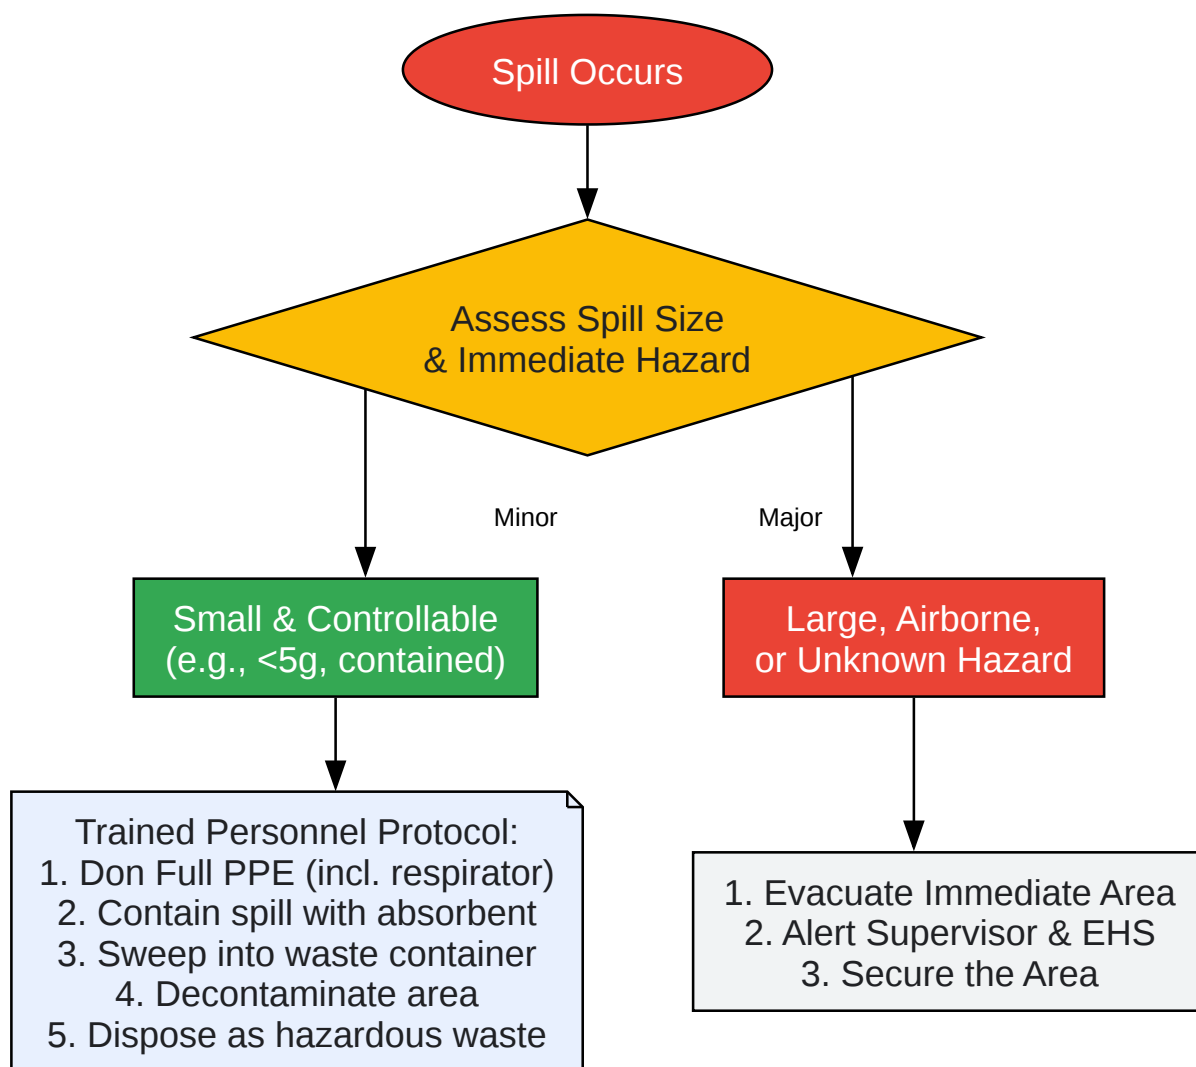 Spill Occurs
Assess Spill Size
& Immediate Hazard
Minor
Major
Small & Controllable
(e.g., <5g, contained)
Large, Airborne,
or Unknown Hazard
Trained Personnel Protocol:
1. Don Full PPE (incl. respirator)
2. Contain spill with absorbent
3. Sweep into waste container
4. Decontaminate area
5. Dispose as hazardous waste
1. Evacuate Immediate Area
2. Alert Supervisor & EHS
3. Secure the Area